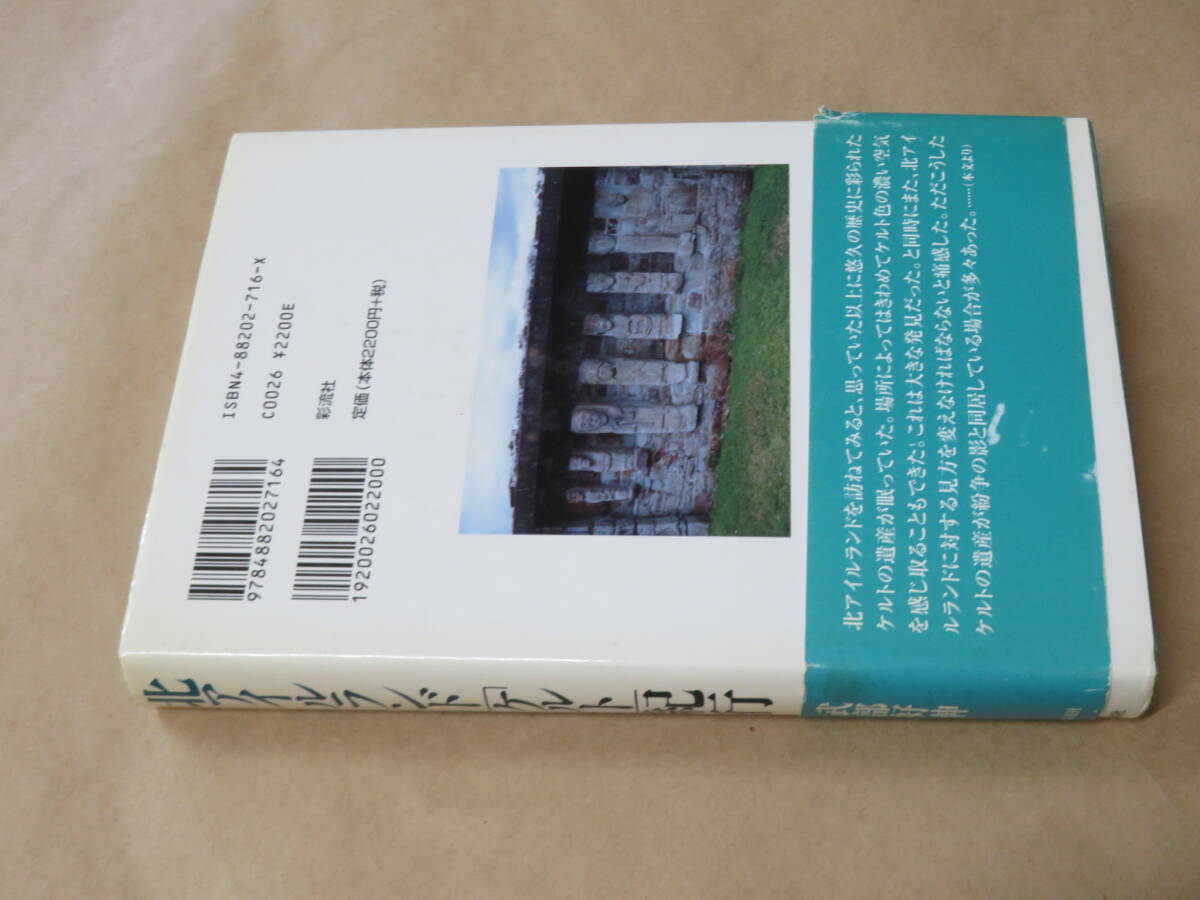 ISBN4-88202-716-X
C0026 ¥2200E
彩流社
定価(本体2200円+税)
9784882027164
1920026022000
北アイルランドを訪ねてみると、思っていた以上に悠久の歴史に彩られた
ケルトの遺産が眠っていた。場所によってはきわめてケルト色の濃い空気
を感じ取ることもできた。これは大きな発見だった。と同時にまた、北アイ
ルランドに対する見方を変えなければならないと痛感した。ただこうした
ケルトの遺産が紛争の影と同居している場合が多々あった。……(本文より)
北アイルランド「ケルト」紀行
武部好伸